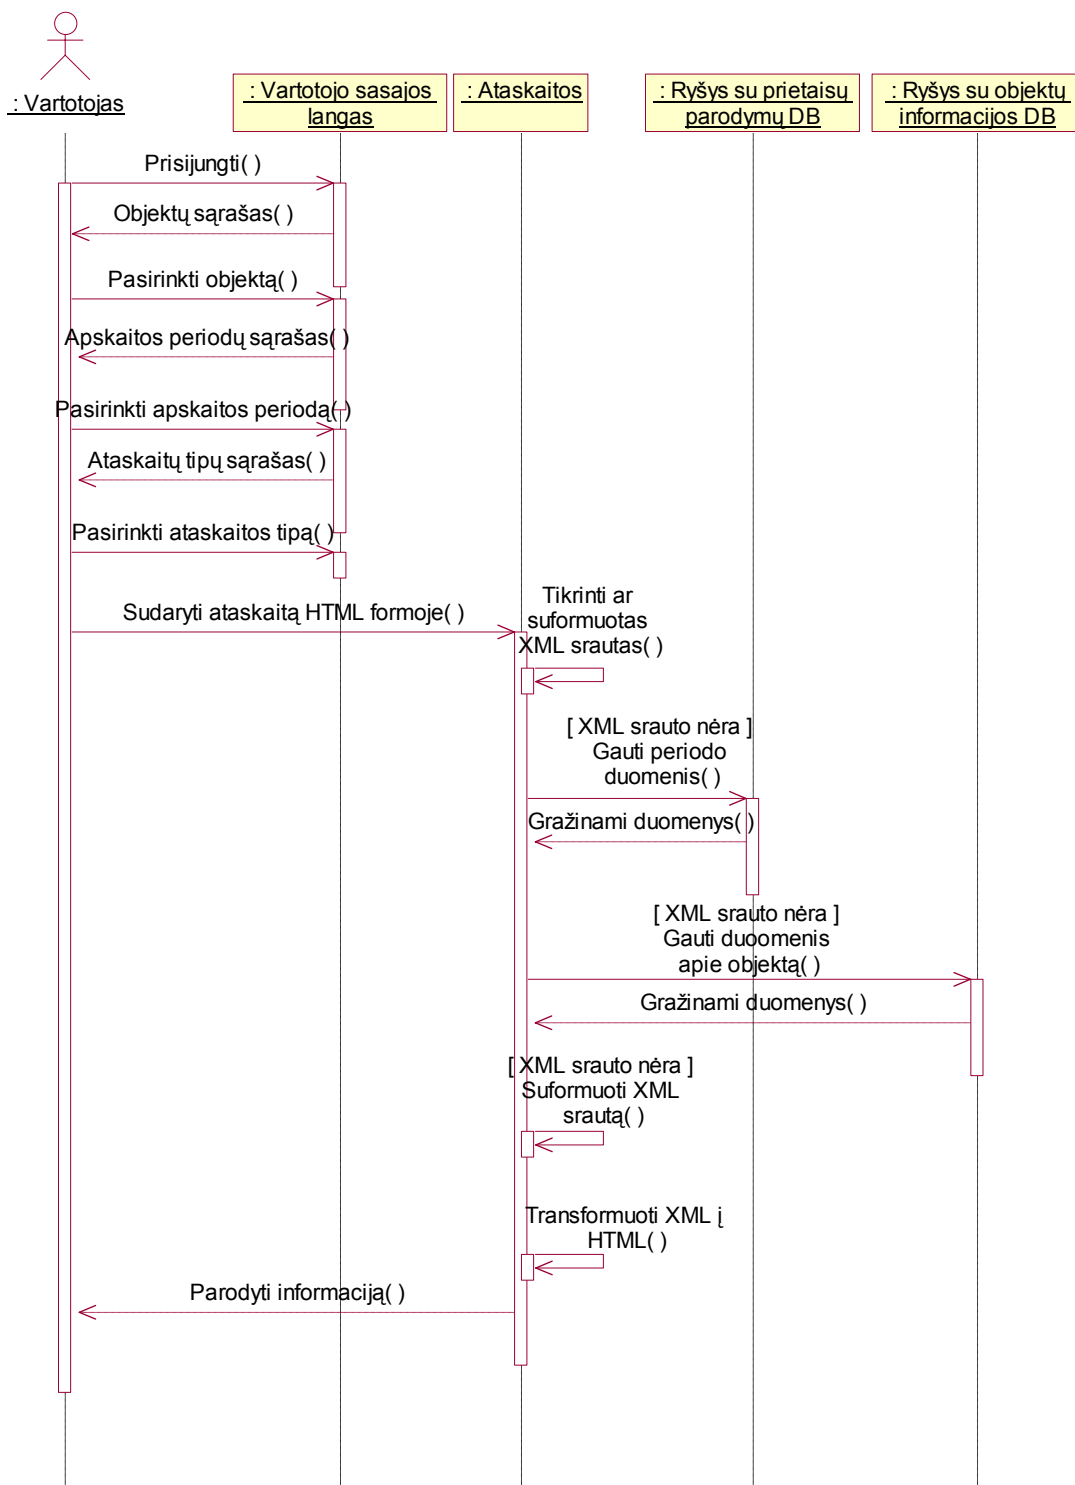 : Vartotojas
: Vartotojo sasajos
langas
: Ataskaitos
: Ryšys su prietaisų
parodymų DB
: Ryšys su objektų
informacijos DB
Prisijungti( )
Objektų sąrašas( )
Pasirinkti objektą( )
Apskaitos periodų sąrašas( )
Pasirinkti apskaitos periodą( )
Ataskaitų tipų sąrašas( )
Pasirinkti ataskaitos tipą( )
Sudaryti ataskaitą HTML formoje( )
Tikrinti ar
suformuotas
XML srautas( )
[ XML srauto nėra ]
Gauti periodo
duomenis( )
Gražinami duomenys( )
[ XML srauto nėra ]
Gauti duoomenis
apie objektą( )
Gražinami duomenys( )
[ XML srauto nėra ]
Suformuoti XML
srautą( )
Transformuoti XML į
HTML( )
Parodyti informaciją( )